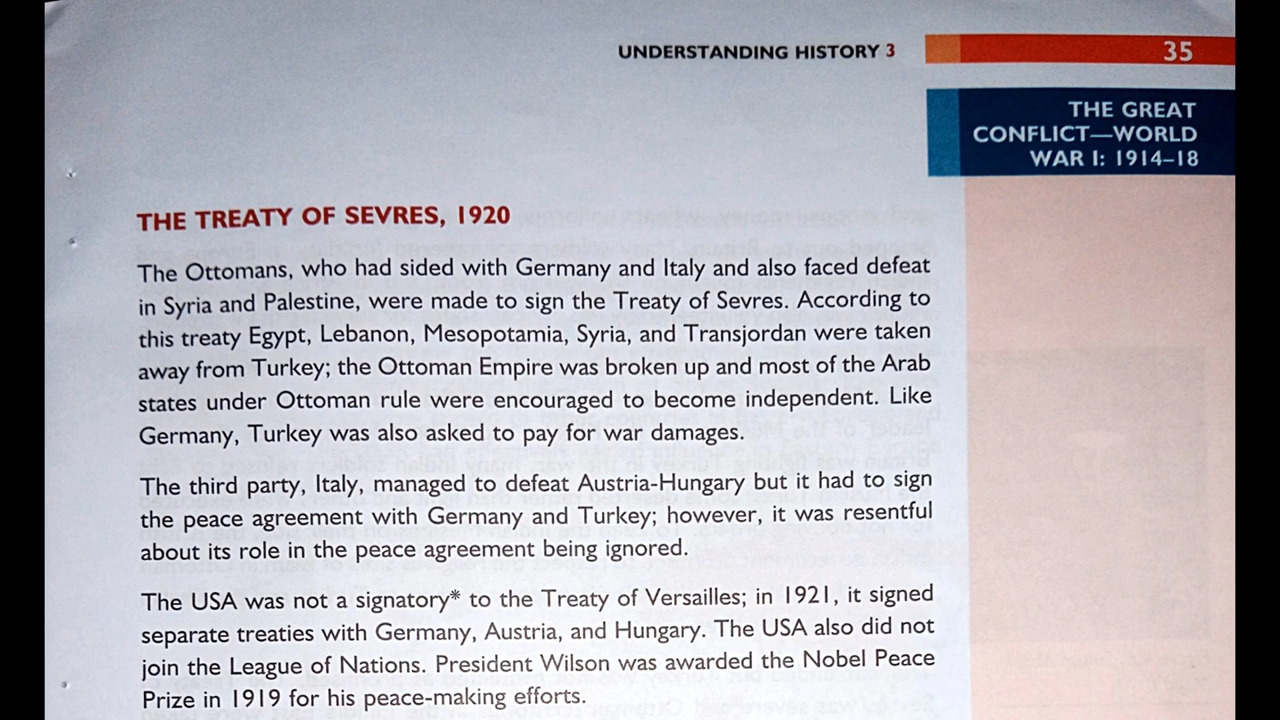 UNDERSTANDING HISTORY 3
35
THE GREAT
CONFLICT—WORLD
WAR I: 1914–18
THE TREATY OF SEVRES, 1920
The Ottomans, who had sided with Germany and Italy and also faced defeat
in Syria and Palestine, were made to sign the Treaty of Sevres. According to
this treaty Egypt, Lebanon, Mesopotamia, Syria, and Transjordan were taken
away from Turkey; the Ottoman Empire was broken up and most of the Arab
states under Ottoman rule were encouraged to become independent. Like
Germany, Turkey was also asked to pay for war damages.
The third party, Italy, managed to defeat Austria-Hungary but it had to sign
the peace agreement with Germany and Turkey; however, it was resentful
about its role in the peace agreement being ignored.
The USA was not a signatory* to the Treaty of Versailles; in 1921, it signed
separate treaties with Germany, Austria, and Hungary. The USA also did not
join the League of Nations. President Wilson was awarded the Nobel Peace
Prize in 1919 for his peace-making efforts.